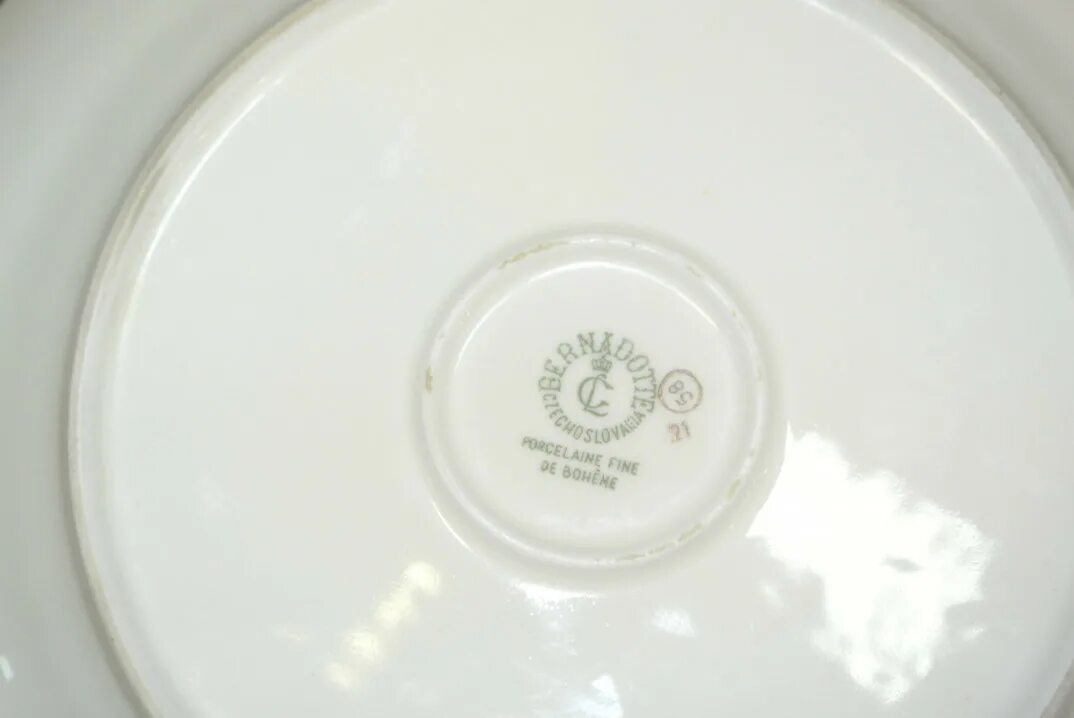 BERNADOTTE
CL
CZECHOSLOVAKIA
PORCELAINE FINE
DE BOHÊME
58
21